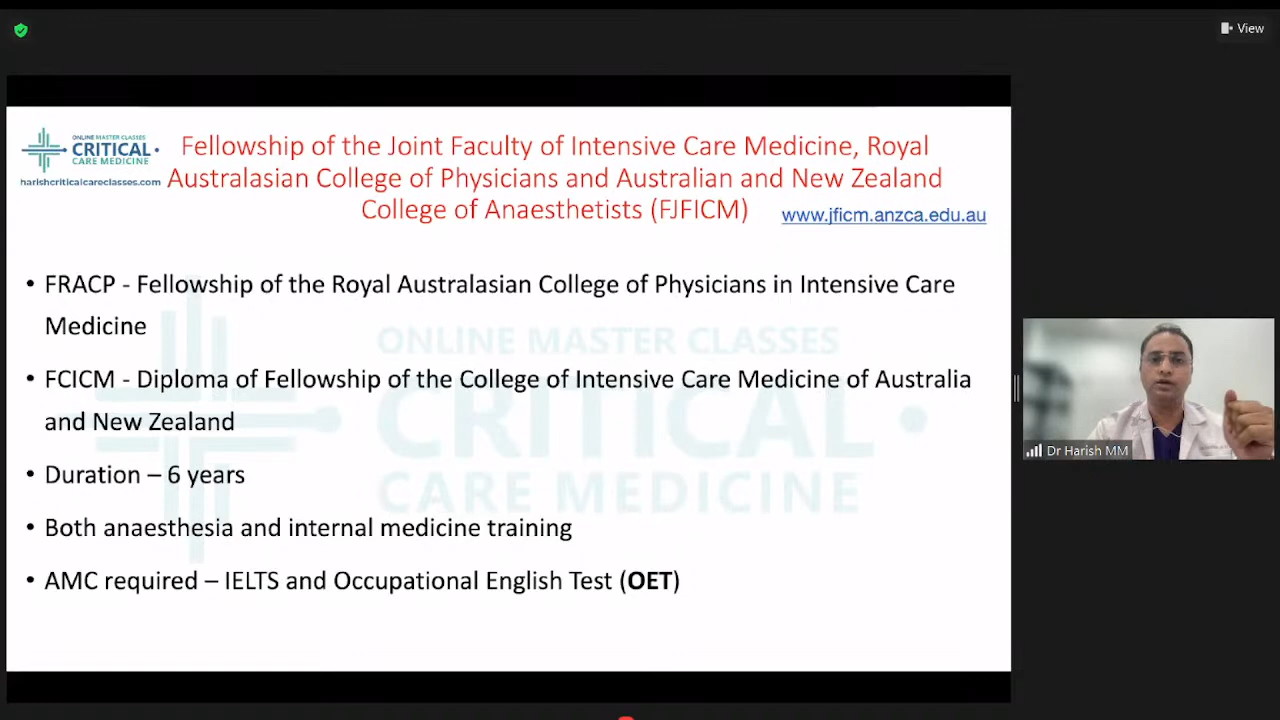 View
ONLINE MASTER CLASSES
CRITICAL
CARE MEDICINE
harishcriticalcareclasses.com
Fellowship of the Joint Faculty of Intensive Care Medicine, Royal
Australasian College of Physicians and Australian and New Zealand
College of Anaesthetists (FJFICM)
www.jficm.anzca.edu.au
• FRACP - Fellowship of the Royal Australasian College of Physicians in Intensive Care
Medicine
• FCICM - Diploma of Fellowship of the College of Intensive Care Medicine of Australia
and New Zealand
• Duration – 6 years
• Both anaesthesia and internal medicine training
• AMC required – IELTS and Occupational English Test (OET)
ONLINE MASTER CLASSES
CRITICAL
CARE MEDICINE
Dr Harish MM